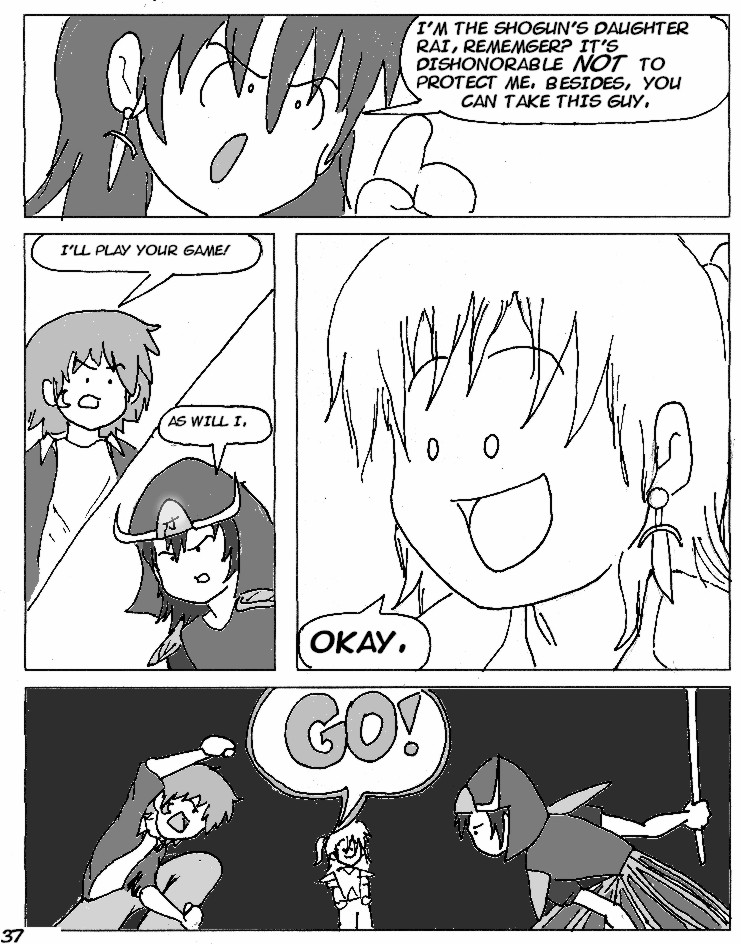 I'M THE SHOGUN'S DAUGHTER
RAI, REMEMGER? IT'S
DISHONORABLE NOT TO
PROTECT ME. BESIDES, YOU
CAN TAKE THIS GUY.
I'LL PLAY YOUR GAME!
AS WILL I.
OKAY.
GO!
37